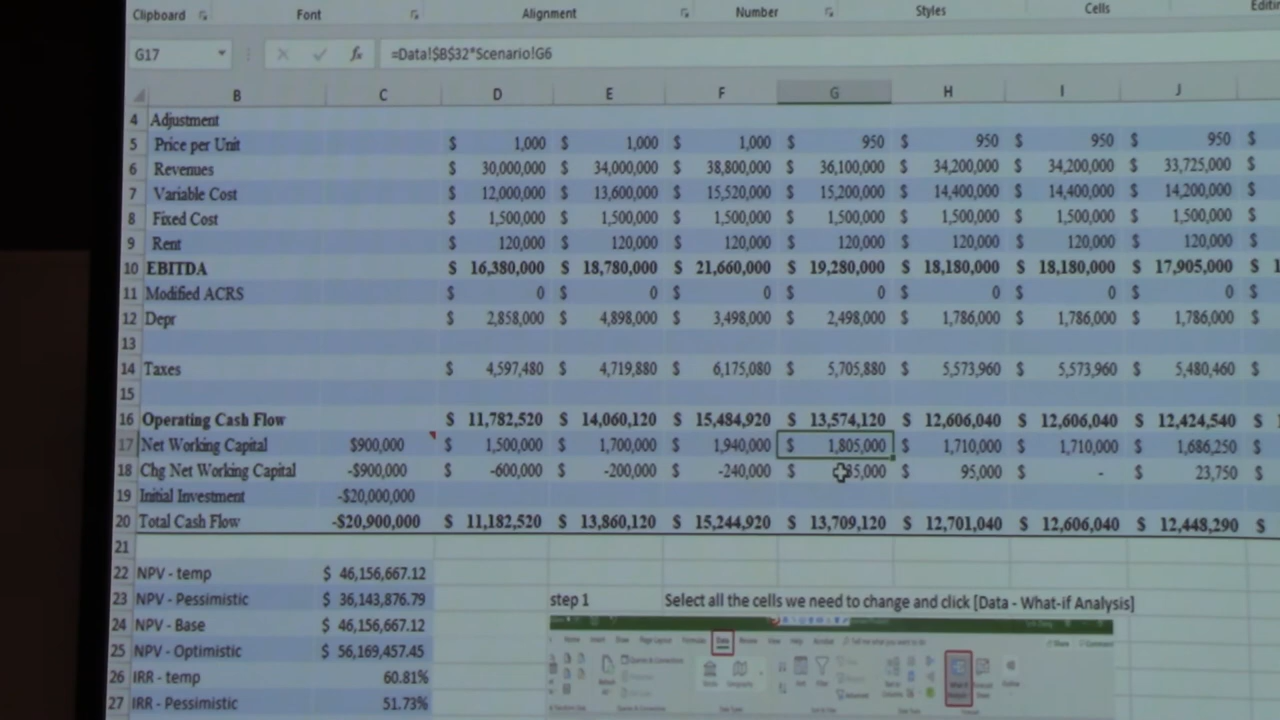 Clipboard Font Alignment Number Styles Cells
G17 fx =Data!$B$32*Scenario!G6
B C D E F G H I J
4 Adjustment
5 Price per Unit $ 1,000 $ 1,000 $ 1,000 $ 950 $ 950 $ 950 $ 950 $
6 Revenues $ 30,000,000 $ 34,000,000 $ 38,800,000 $ 36,100,000 $ 34,200,000 $ 34,200,000 $ 33,725,000 $
7 Variable Cost $ 12,000,000 $ 13,600,000 $ 15,520,000 $ 15,200,000 $ 14,400,000 $ 14,400,000 $ 14,200,000 $
8 Fixed Cost $ 1,500,000 $ 1,500,000 $ 1,500,000 $ 1,500,000 $ 1,500,000 $ 1,500,000 $ 1,500,000 $
9 Rent $ 120,000 $ 120,000 $ 120,000 $ 120,000 $ 120,000 $ 120,000 $ 120,000 $
10 EBITDA $ 16,380,000 $ 18,780,000 $ 21,660,000 $ 19,280,000 $ 18,180,000 $ 18,180,000 $ 17,905,000 $ 1
11 Modified ACRS $ 0 $ 0 $ 0 $ 0 $ 0 $ 0 $ 0 $
12 Depr $ 2,858,000 $ 4,898,000 $ 3,498,000 $ 2,498,000 $ 1,786,000 $ 1,786,000 $ 1,786,000 $
13
14 Taxes $ 4,597,480 $ 4,719,880 $ 6,175,080 $ 5,705,880 $ 5,573,960 $ 5,573,960 $ 5,480,460 $
15
16 Operating Cash Flow $ 11,782,520 $ 14,060,120 $ 15,484,920 $ 13,574,120 $ 12,606,040 $ 12,606,040 $ 12,424,540 $ 1
17 Net Working Capital $900,000 $ 1,500,000 $ 1,700,000 $ 1,940,000 $ 1,805,000 $ 1,710,000 $ 1,710,000 $ 1,686,250 $
18 Chg Net Working Capital -$900,000 $ -600,000 $ -200,000 $ -240,000 $ $ 95,000 $ - $ 23,750 $
19 Initial Investment -$20,000,000
20 Total Cash Flow -$20,900,000 $ 11,182,520 $ 13,860,120 $ 15,244,920 $ 13,709,120 $ 12,701,040 $ 12,606,040 $ 12,448,290 $
21
22 NPV - temp $ 46,156,667.12
23 NPV - Pessimistic $ 36,143,876.79 step 1 Select all the cells we need to change and click [Data - What-if Analysis]
24 NPV - Base $ 46,156,667.12
25 NPV - Optimistic $ 56,169,457.45
26 IRR - temp 60.81%
27 IRR - Pessimistic 51.73%